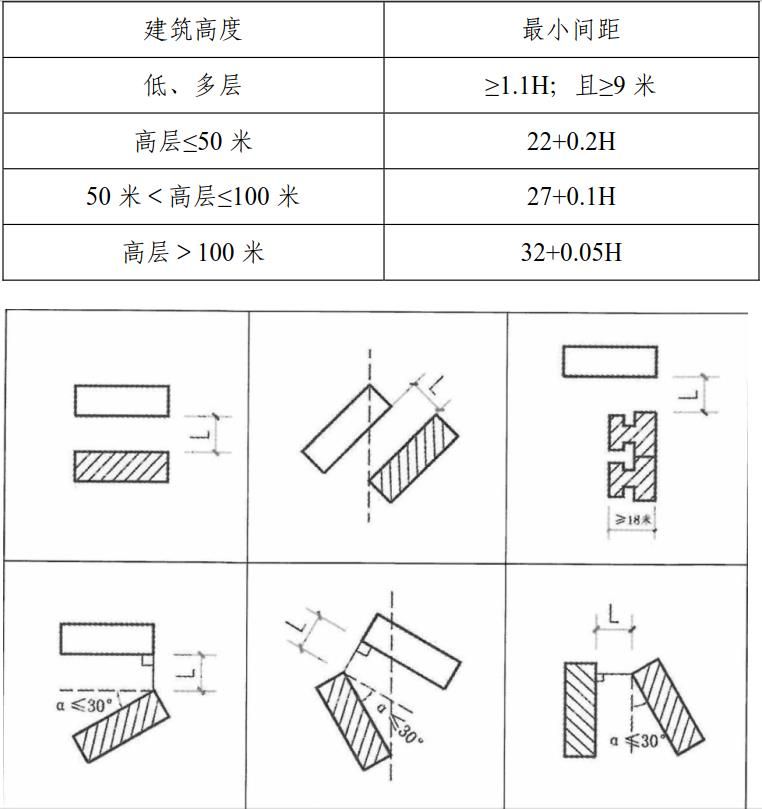 建筑高度 最小间距
低、多层 ≥1.1H；且≥9 米
高层≤50 米 22+0.2H
50 米＜高层≤100 米 27+0.1H
高层＞100 米 32+0.05H
L
L
L
≥18米
L
α≤30°
L
α≤30°
L
α≤30°